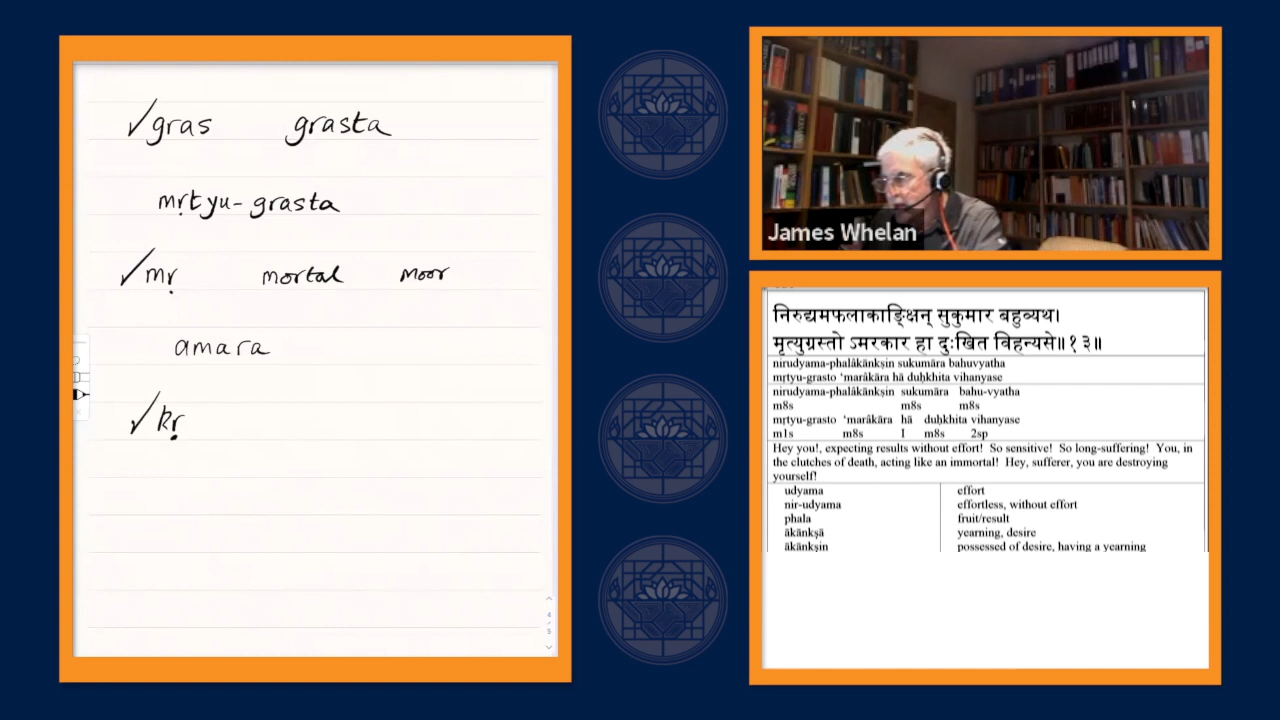 √gras grasta
mṛtyu-grasta
√mṛ mortal moor
amara
√kṛ
James Whelan
निरुद्यमफलाकाङ्क्षिन् सुकुमार बहुव्यथ।
मृत्युग्रस्तो ऽमरकार हा दुःखित विहन्यसे॥१३॥
nirudyama-phalâkānkṣin sukumāra bahuvyatha
mṛtyu-grasto ‘marâkāra hā duḥkhita vihanyase
nirudyama-phalâkānkṣin sukumāra bahu-vyatha
m8s m8s m8s
mṛtyu-grasto ‘marâkāra hā duḥkhita vihanyase
m1s m8s I m8s 2sp
Hey you!, expecting results without effort! So sensitive! So long-suffering! You, in
the clutches of death, acting like an immortal! Hey, sufferer, you are destroying
yourself!
udyama effort
nir-udyama effortless, without effort
phala fruit/result
ākānkṣā yearning, desire
ākānkṣin possessed of desire, having a yearning